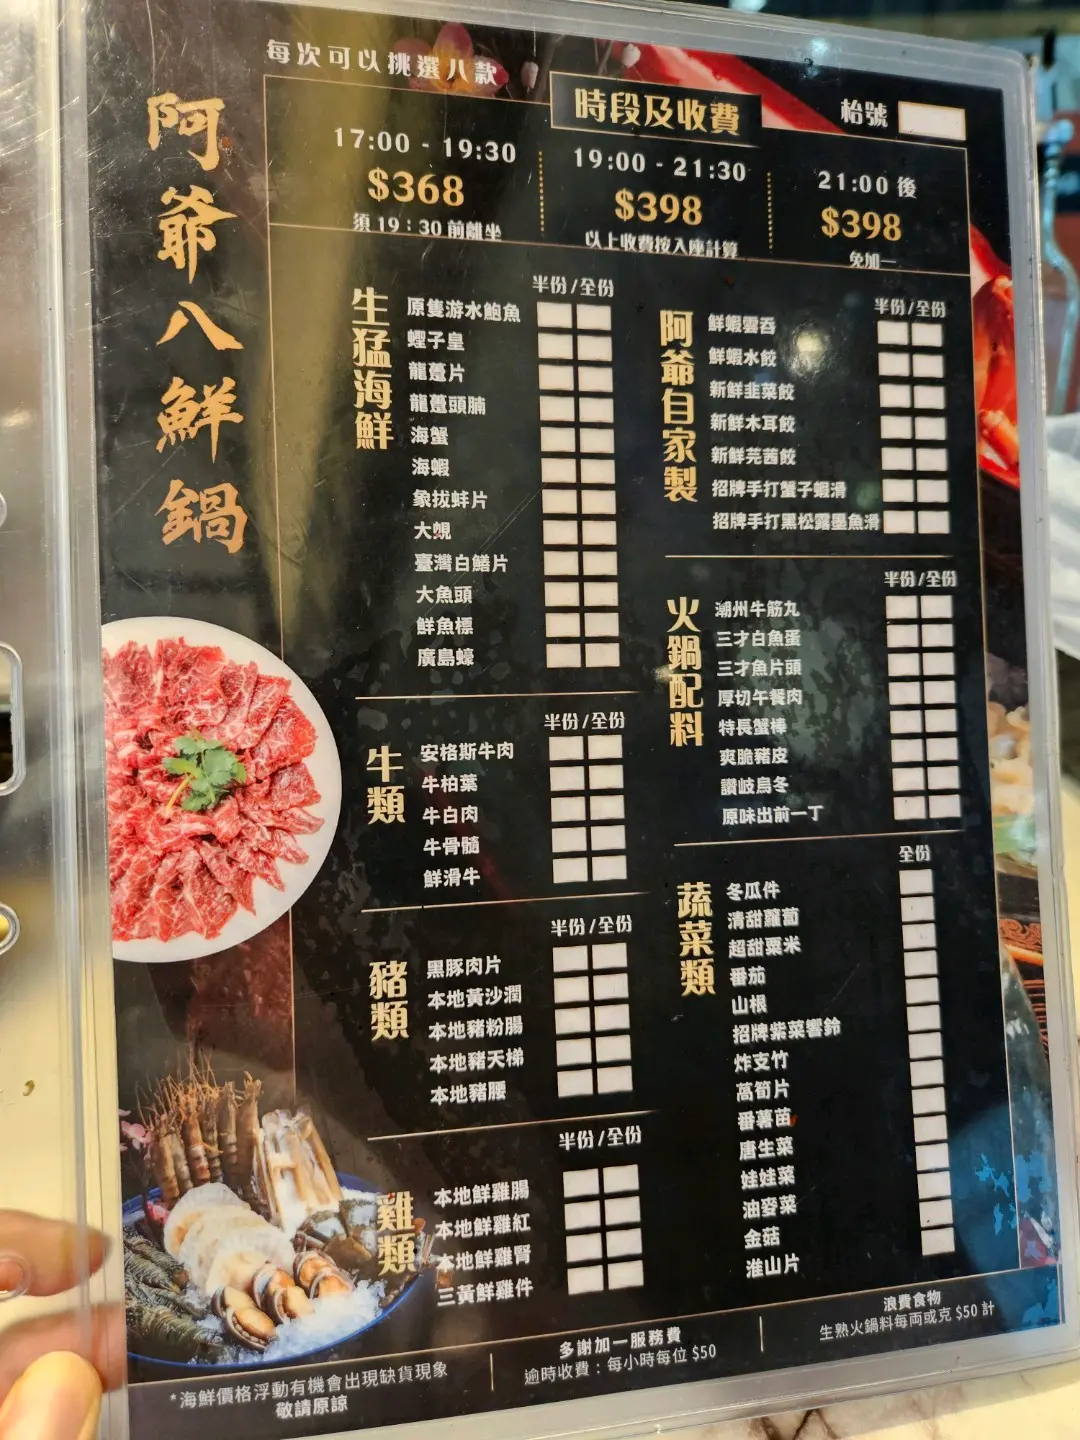 每次可以挑選八款
阿爺八鮮鍋
時段及收費
枱號
17:00 - 19:30
$368
須 19：30 前離坐
19:00 - 21:30
$398
以上收費按入座計算
21:00 後
$398
免加一
生猛海鮮
半份/全份
原隻游水鮑魚
蟶子皇
龍躉片
龍躉頭腩
海蟹
海蝦
象拔蚌片
大蜆
臺灣白鱔片
大魚頭
鮮魚標
廣島蠔
牛類
半份/全份
安格斯牛肉
牛柏葉
牛白肉
牛骨髓
鮮滑牛
豬類
半份/全份
黑豚肉片
本地黃沙潤
本地豬粉腸
本地豬天梯
本地豬腰
雞類
半份/全份
本地鮮雞腸
本地鮮雞紅
本地鮮雞腎
三黃鮮雞件
阿爺自家製
半份/全份
鮮蝦雲吞
鮮蝦水餃
新鮮韭菜餃
新鮮木耳餃
新鮮芫茜餃
招牌手打蟹子蝦滑
招牌手打黑松露墨魚滑
火鍋配料
半份/全份
潮州牛筋丸
三才白魚蛋
三才魚片頭
厚切午餐肉
特長蟹棒
爽脆豬皮
讚岐烏冬
原味出前一丁
蔬菜類
全份
冬瓜件
清甜蘿蔔
超甜粟米
番茄
山根
招牌紫菜響鈴
炸支竹
萵筍片
番薯苗
唐生菜
娃娃菜
油麥菜
金菇
淮山片
*海鮮價格浮動有機會出現缺貨現象
敬請原諒
多謝加一服務費
逾時收費：每小時每位 $50
浪費食物
生熟火鍋料每両或克 $50 計